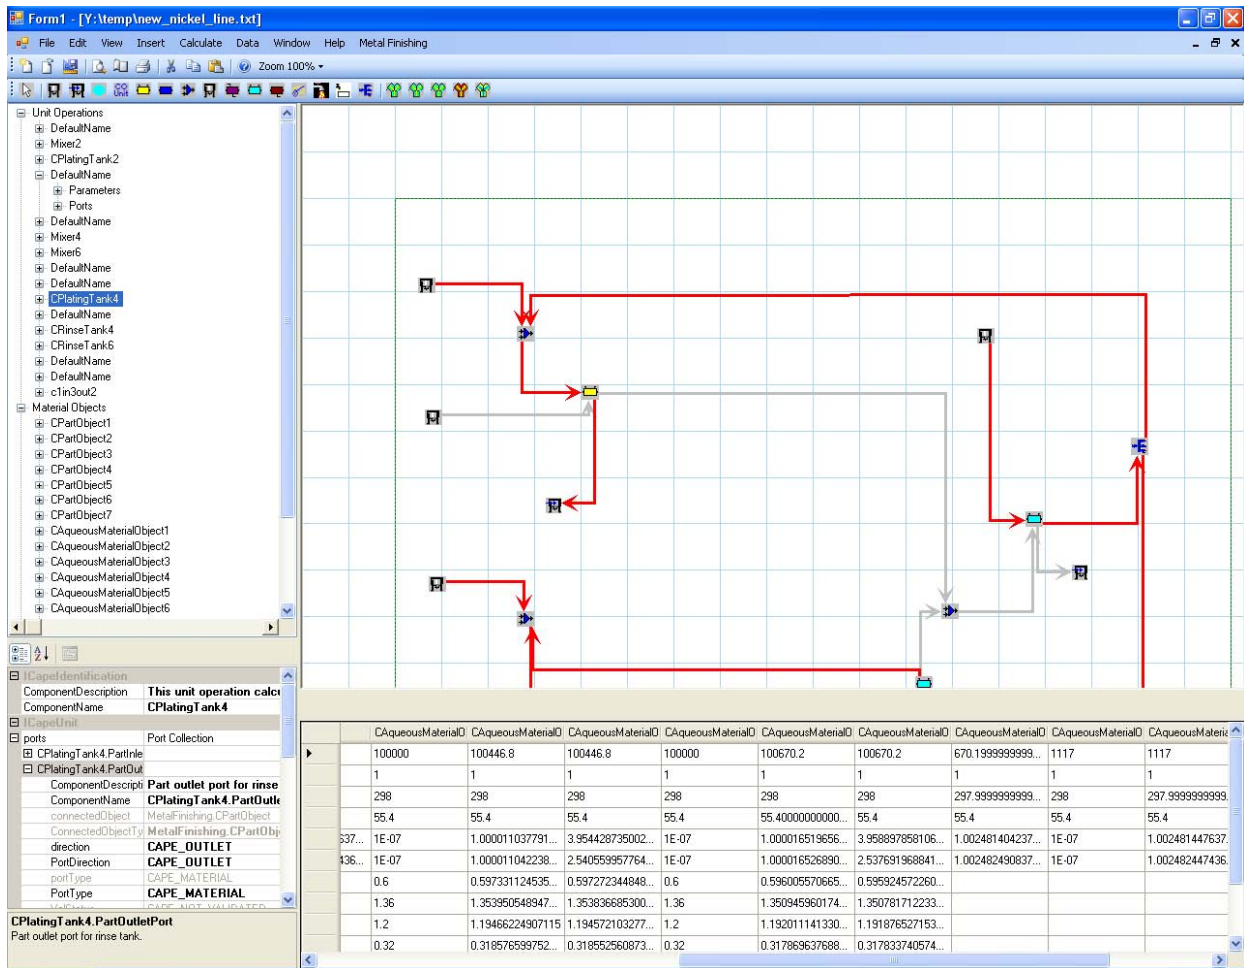 Form1 - [Y:\temp\new_nickel_line.txt]
File Edit View Insert Calculate Data Window Help Metal Finishing
Zoom 100%
CO Unit
Unit Operations
DefaultName
Mixer2
CPlatingTank2
DefaultName
Parameters
Ports
DefaultName
Mixer4
Mixer6
DefaultName
DefaultName
CPlatingTank4
DefaultName
CRinseTank4
CRinseTank6
DefaultName
DefaultName
c1in3out2
Material Objects
CPartObject1
CPartObject2
CPartObject3
CPartObject4
CPartObject5
CPartObject6
CPartObject7
CAqueousMaterialObject1
CAqueousMaterialObject2
CAqueousMaterialObject3
CAqueousMaterialObject4
CAqueousMaterialObject5
CAqueousMaterialObject6
ICapeIdentification
ComponentDescription This unit operation calcu
ComponentName CPlatingTank4
ICapeUnit
ports Port Collection
CPlatingTank4.PartInle
CPlatingTank4.PartOut
ComponentDescripti Part outlet port for rinse
ComponentName CPlatingTank4.PartOutle
connectedObject MetalFinishing.CPartObject
ConnectedObjectTy MetalFinishing.CPartObj
direction CAPE_OUTLET
PortDirection CAPE_OUTLET
portType CAPE_MATERIAL
PortType CAPE_MATERIAL
ValStatus CAPE_NOT_VALIDATED
CPlatingTank4.PartOutletPort
Part outlet port for rinse tank.
CAqueousMaterialO CAqueousMaterialO CAqueousMaterialO CAqueousMaterialO CAqueousMaterialO CAqueousMaterialO CAqueousMaterialO CAqueousMaterialO CAqueousMateria
100000 100446.8 100446.8 100000 100670.2 100670.2 670.1999999999... 1117 1117
1 1 1 1 1 1 1 1 1
298 298 298 298 298 298 297.9999999999... 298 297.9999999999.
55.4 55.4 55.4 55.4 55.40000000000... 55.4 55.4 55.4 55.4
537... 1E-07 1.000011037791... 3.954428735002... 1E-07 1.000016519656... 3.958897858106... 1.002481404237... 1E-07 1.002481447637.
436... 1E-07 1.000011042238... 2.540559957764... 1E-07 1.000016526890... 2.537691968841... 1.002482490837... 1E-07 1.002482447436.
0.6 0.597331124535... 0.597272344848... 0.6 0.596005570665... 0.595924572260...
1.36 1.353950548947... 1.353836685300... 1.36 1.350945960174... 1.350781712233...
1.2 1.19466224907115 1.194572103277... 1.2 1.192011141330... 1.191876527153...
0.32 0.318576599752... 0.318552560873... 0.32 0.317869637688... 0.317833740574...